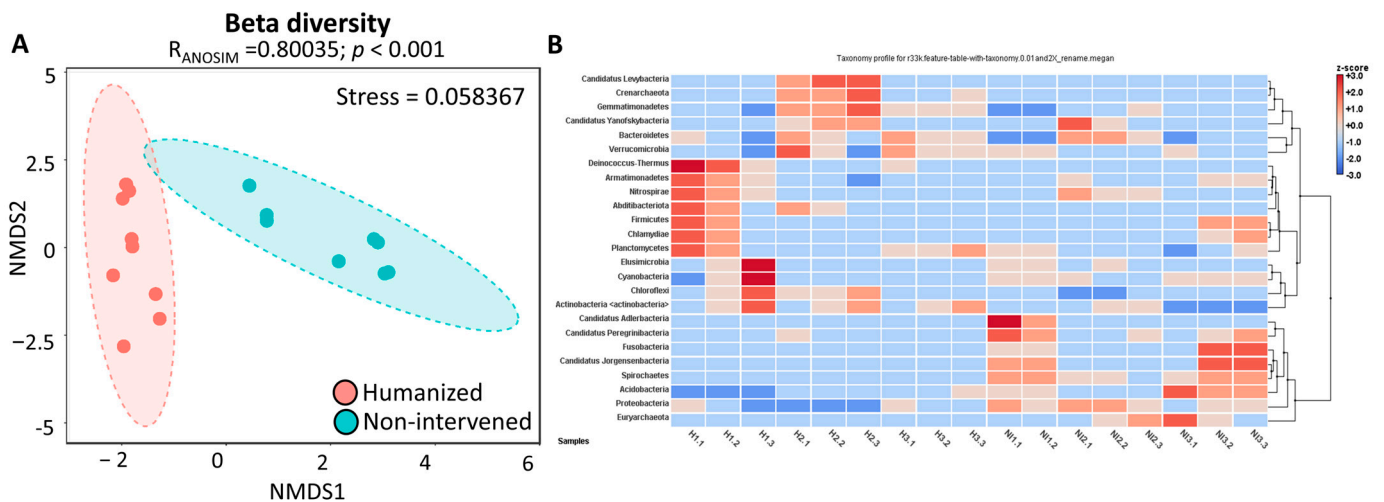 A
Beta diversity
R_ANOSIM =0.80035; p < 0.001
Stress = 0.058367
5
2.5
0
−2.5
-5
NMDS2
− 2
0
2
4
6
NMDS1
Humanized
Non-intervened
B
Taxonomy profile for r33k.feature-table-with-taxonomy.0.01and2X_rename.megan
z-score
+3.0
+2.0
+1.0
+0.0
-1.0
-2.0
-3.0
Candidatus Levybacteria
Crenarchaeota
Gemmatimonadetes
Candidatus Yanofskybacteria
Bacteroidetes
Verrucomicrobia
Deinococcus-Thermus
Armatimonadetes
Nitrospirae
Abditibacteriota
Firmicutes
Chlamydiae
Planctomycetes
Elusimicrobia
Cyanobacteria
Chloroflexi
Actinobacteria <actinobacteria>
Candidatus Adlerbacteria
Candidatus Peregrinibacteria
Fusobacteria
Candidatus Jorgensenbacteria
Spirochaetes
Acidobacteria
Proteobacteria
Euryarchaeota
Samples
H1.1
H1.2
H1.3
H2.1
H2.2
H2.3
H3.1
H3.2
H3.3
NI1.1
NI1.2
NI2.1
NI2.2
NI2.3
NI3.1
NI3.2
NI3.3